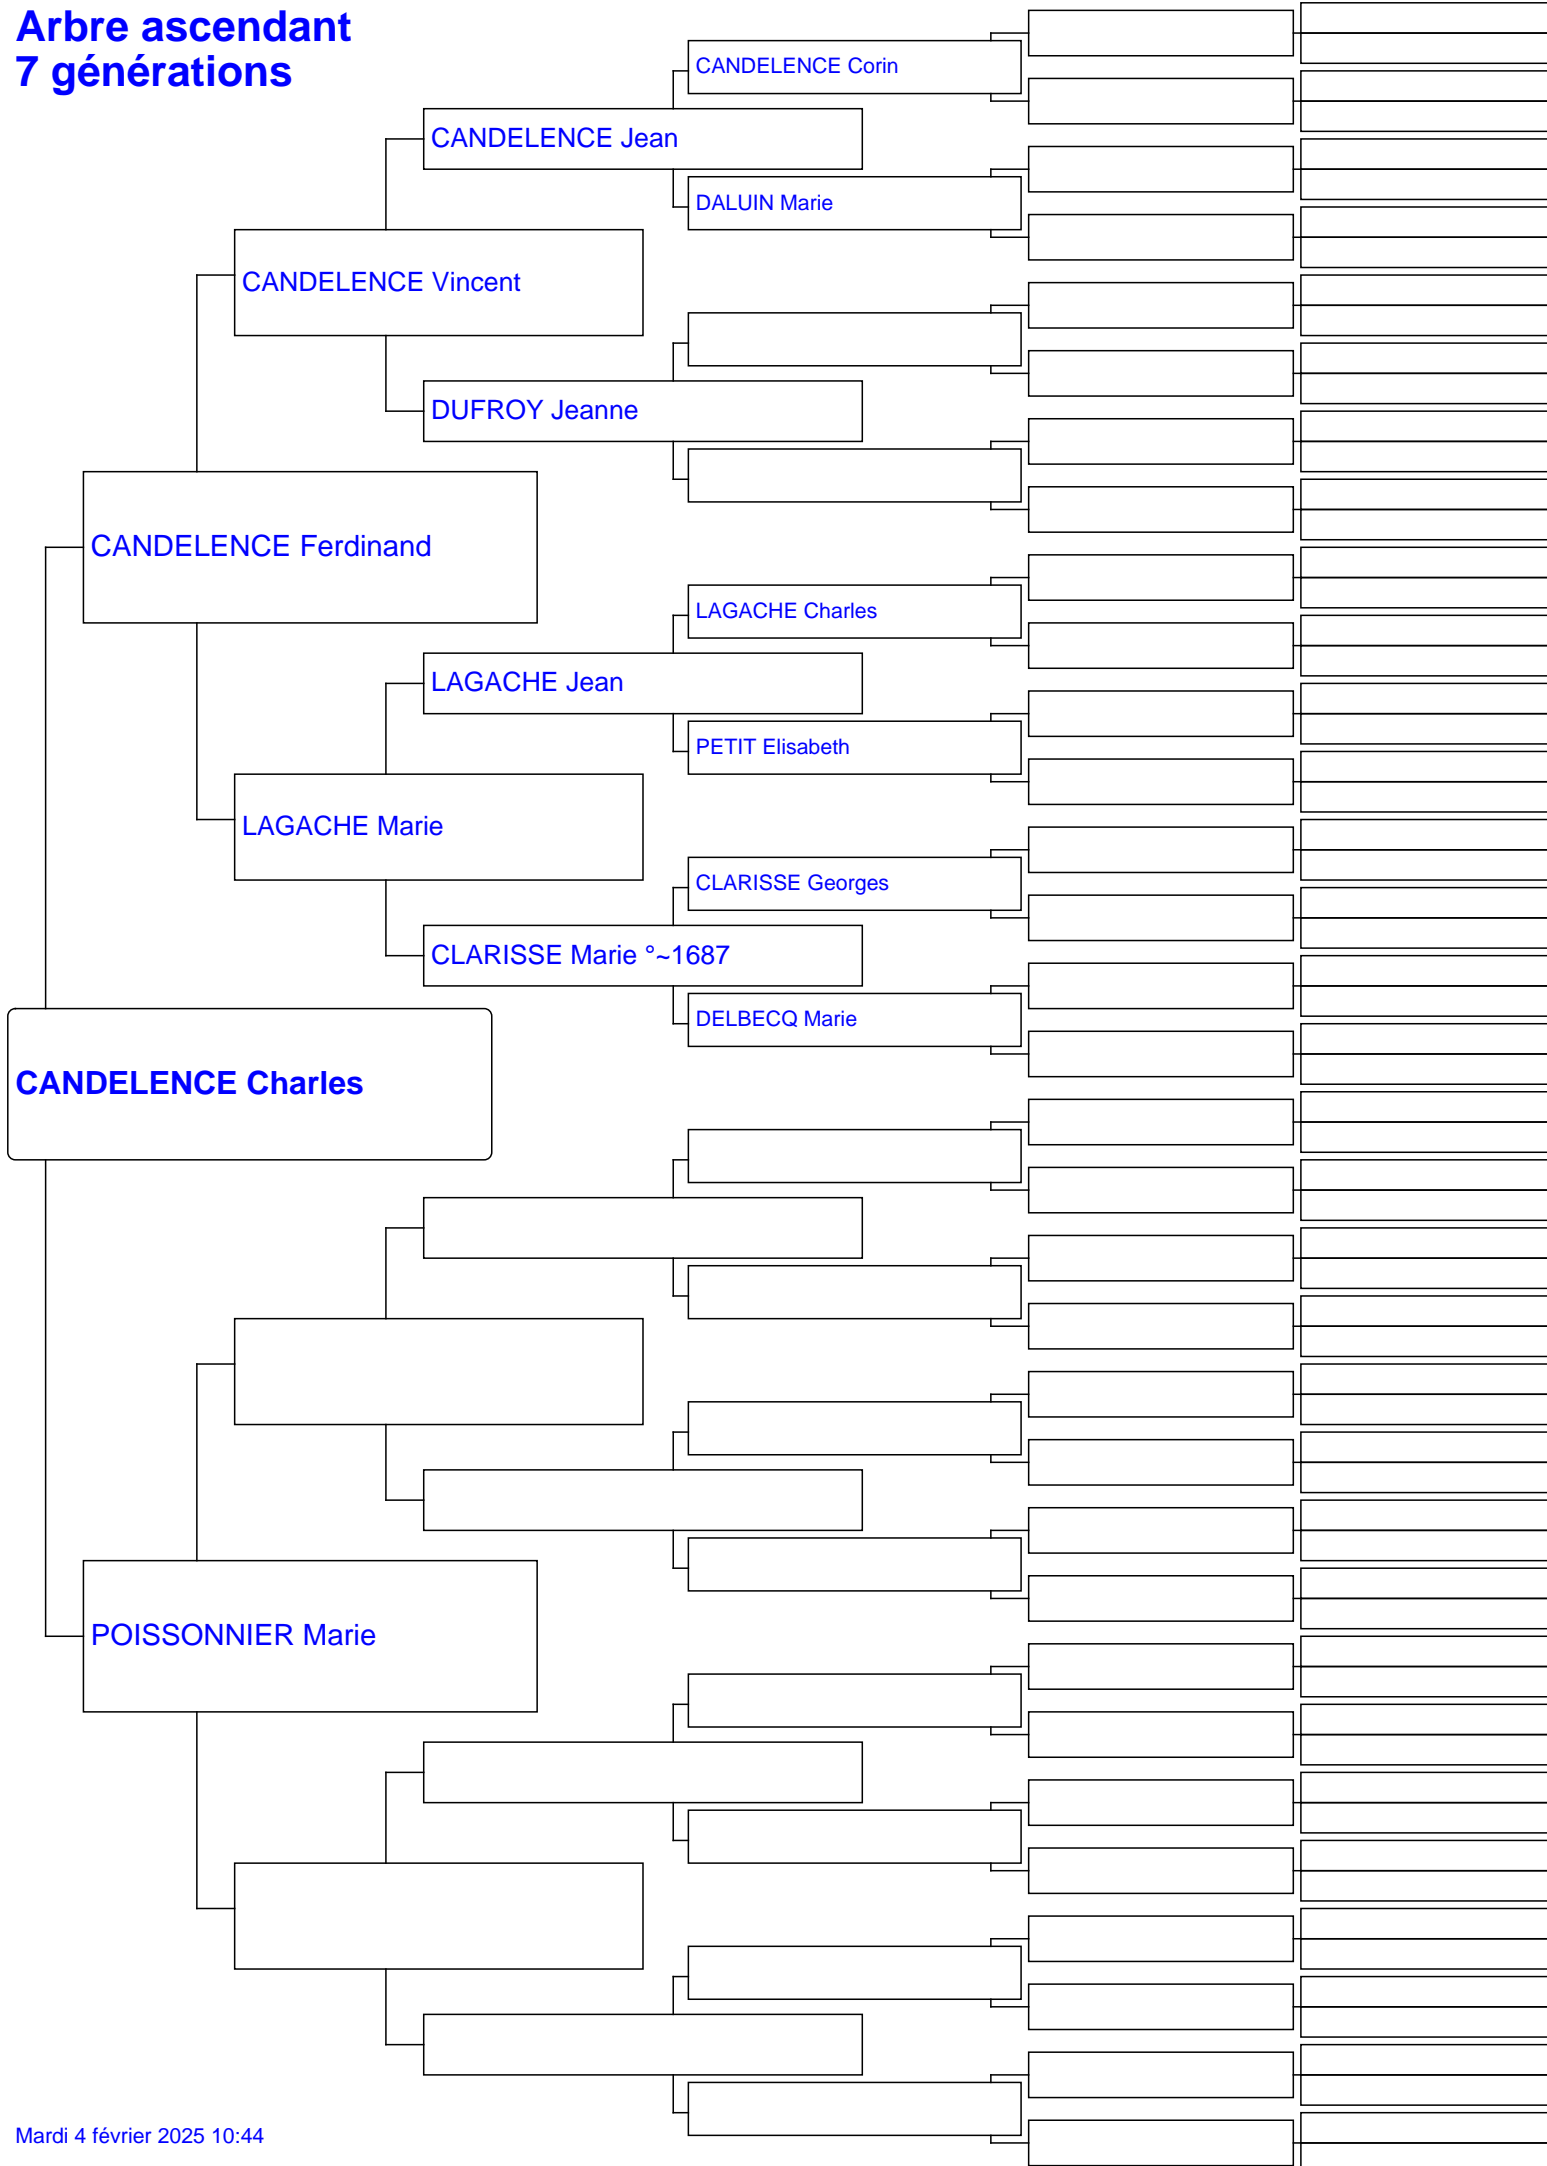 Arbre ascendant
7 générations
CANDELENCE Corin
CANDELENCE Jean
DALUIN Marie
CANDELENCE Vincent
DUFROY Jeanne
CANDELENCE Ferdinand
LAGACHE Charles
LAGACHE Jean
PETIT Elisabeth
LAGACHE Marie
CLARISSE Georges
CLARISSE Marie °~1687
DELBECQ Marie
CANDELENCE Charles
POISSONNIER Marie
Mardi 4 février 2025 10:44